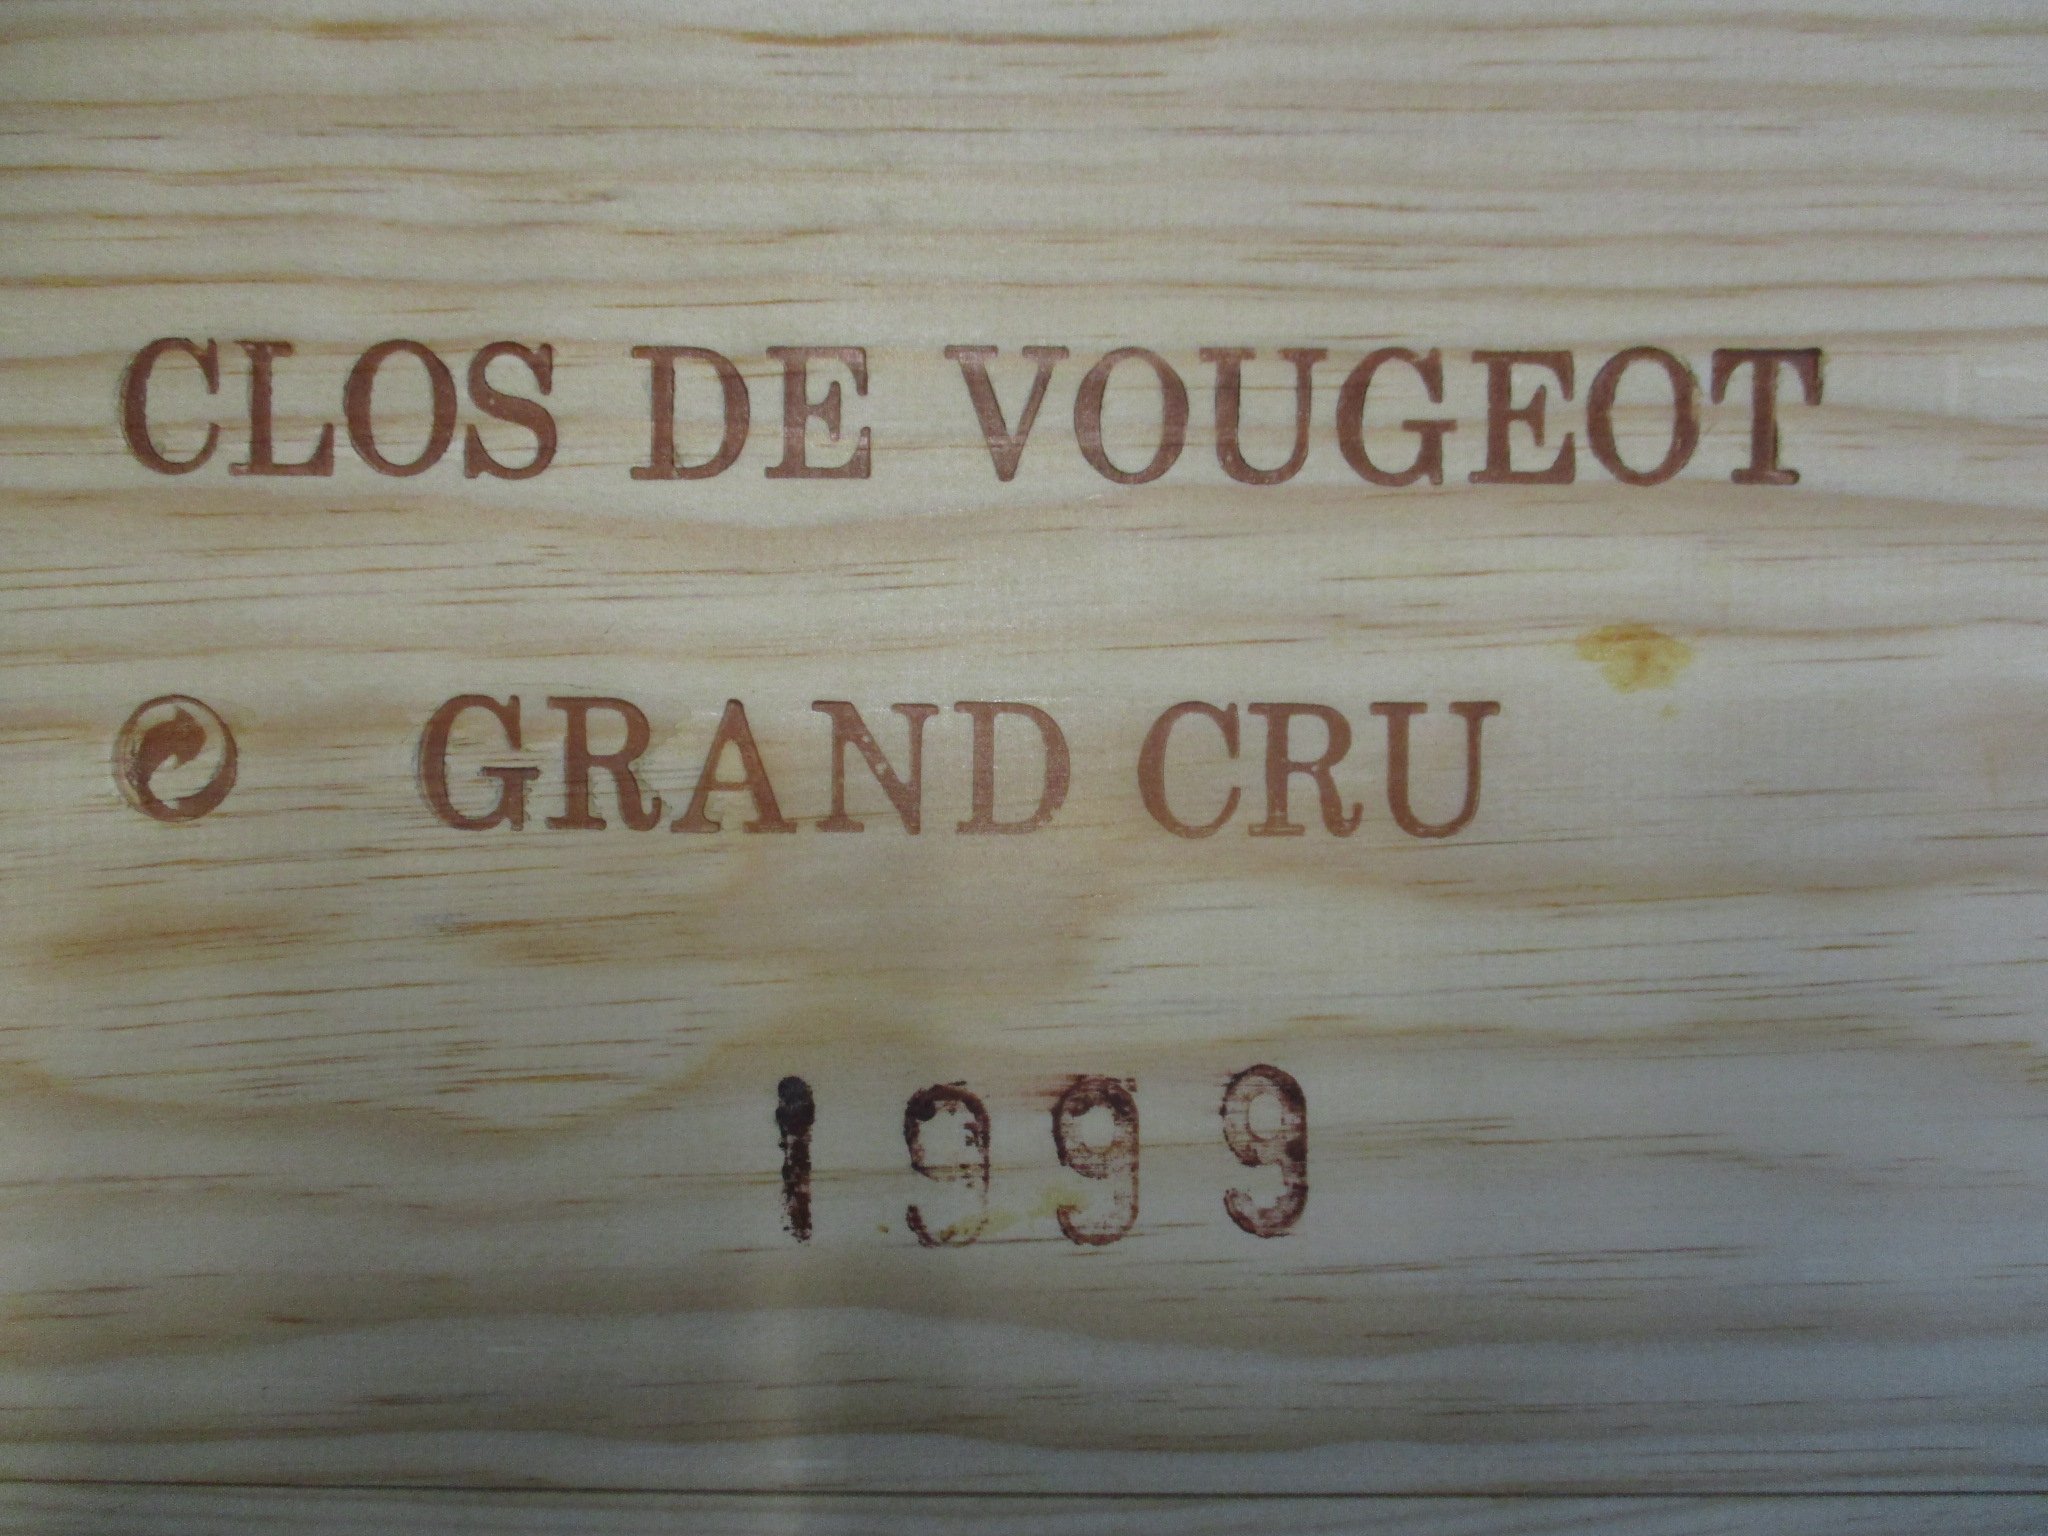 CLOS DE VOUGEOT
GRAND CRU
1999